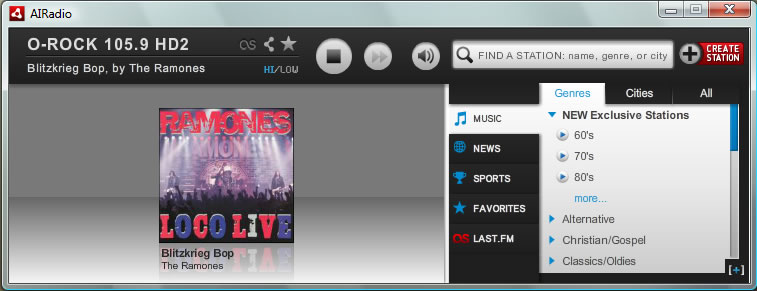 AIRadio
O-ROCK 105.9 HD2
Blitzkrieg Bop, by The Ramones
HI/LOW
FIND A STATION: name, genre, or city
CREATE STATION
RAMONES
RAMONES
LOCO LIVE
Blitzkrieg Bop
The Ramones
MUSIC
NEWS
SPORTS
FAVORITES
LAST.FM
Genres Cities All
NEW Exclusive Stations
60's
70's
80's
more...
Alternative
Christian/Gospel
Classics/Oldies
[+]